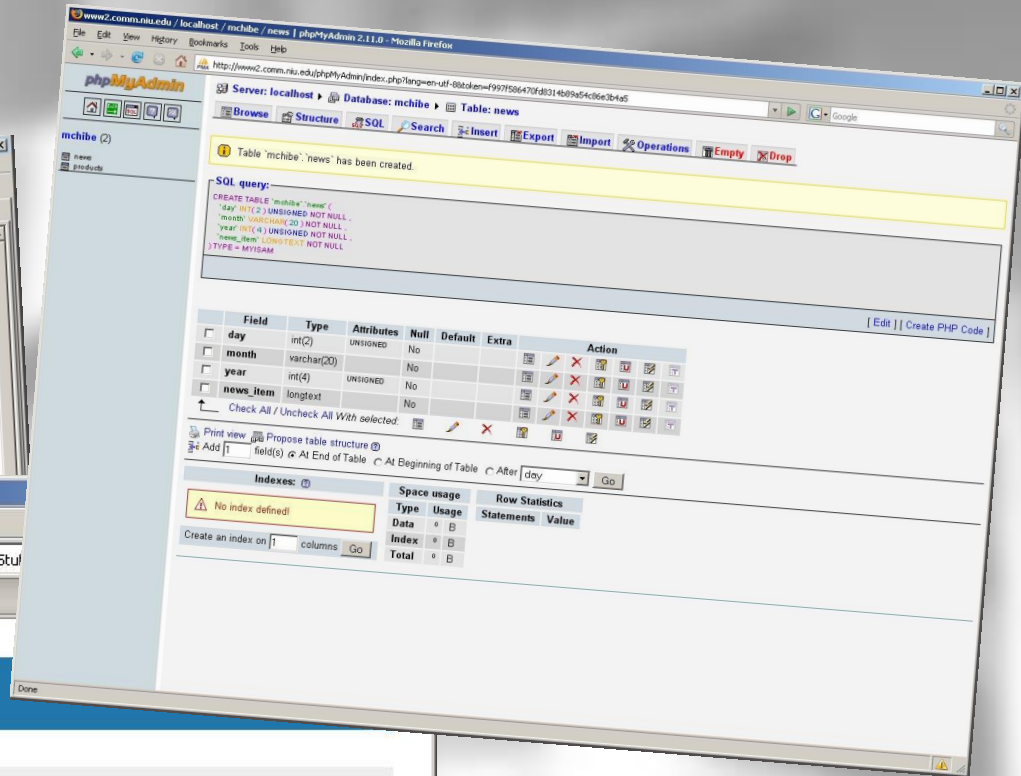 www2.comm.niu.edu / localhost / mchibe / news | phpMyAdmin 2.11.0 - Mozilla Firefox
File Edit View History Bookmarks Tools Help
http://www2.comm.niu.edu/phpMyAdmin/index.php?lang=en-utf-8&token=f997f586470fd8314b89a54c86e3b4a5
Google
phpMyAdmin
mchibe (2)
news
products
Server: localhost Database: mchibe Table: news
Browse Structure SQL Search Insert Export Import Operations Empty Drop
Table `mchibe`.`news` has been created.
SQL query:
CREATE TABLE `mchibe`.`news` (
`day` INT( 2 ) UNSIGNED NOT NULL ,
`month` VARCHAR( 20 ) NOT NULL ,
`year` INT( 4 ) UNSIGNED NOT NULL ,
`news_item` LONGTEXT NOT NULL
) TYPE = MYISAM
[ Edit ] [ Create PHP Code ]
Field Type Attributes Null Default Extra Action
day int(2) UNSIGNED No
month varchar(20) No
year int(4) UNSIGNED No
news_item longtext No
Check All / Uncheck All With selected:
Print view Propose table structure
Add 1 field(s) At End of Table At Beginning of Table After day Go
Indexes:
No index defined!
Create an index on 1 columns Go
Space usage
Type Usage
Data 0 B
Index 0 B
Total 0 B
Row Statistics
Statements Value
Done